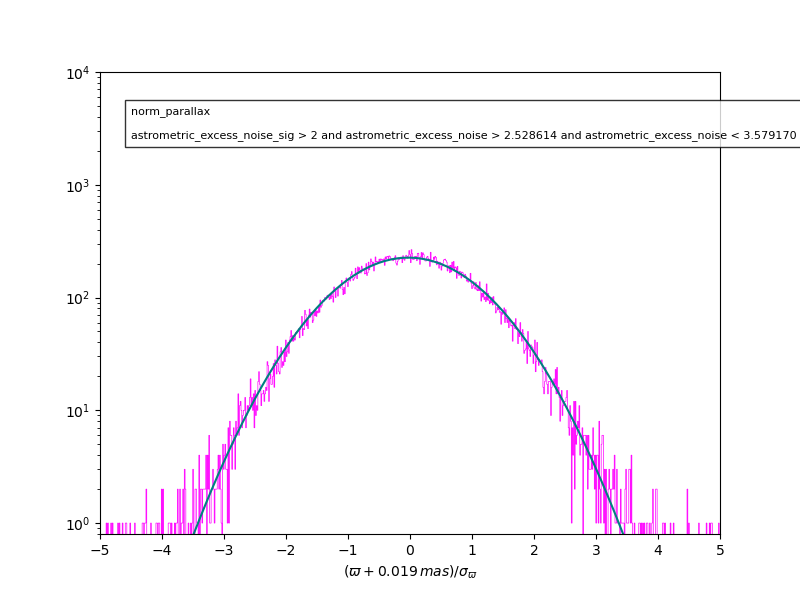 10^4
norm_parallax
astrometric_excess_noise_sig > 2 and astrometric_excess_noise > 2.528614 and astrometric_excess_noise < 3.579170
10^3
10^2
10^1
10^0
−5 −4 −3 −2 −1 0 1 2 3 4 5
(ϖ + 0.019 mas)/σ_ϖ